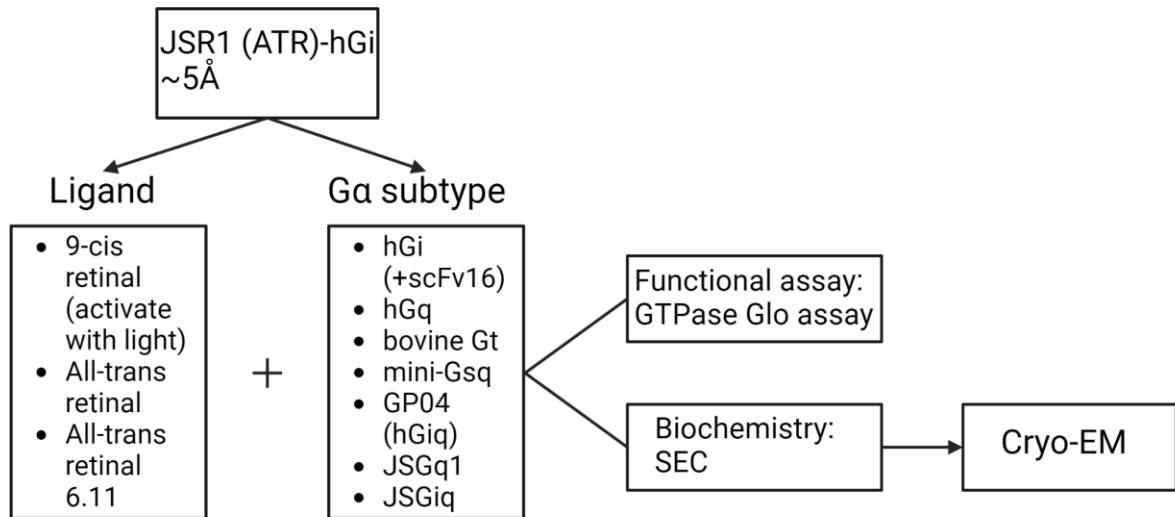 JSR1 (ATR)-hGi
~5Å
Ligand
• 9-cis
retinal
(activate
with light)
• All-trans
retinal
• All-trans
retinal
6.11
+
Gα subtype
• hGi
(+scFv16)
• hGq
• bovine Gt
• mini-Gsq
• GP04
(hGiq)
• JSGq1
• JSGiq
Functional assay:
GTPase Glo assay
Biochemistry:
SEC
Cryo-EM